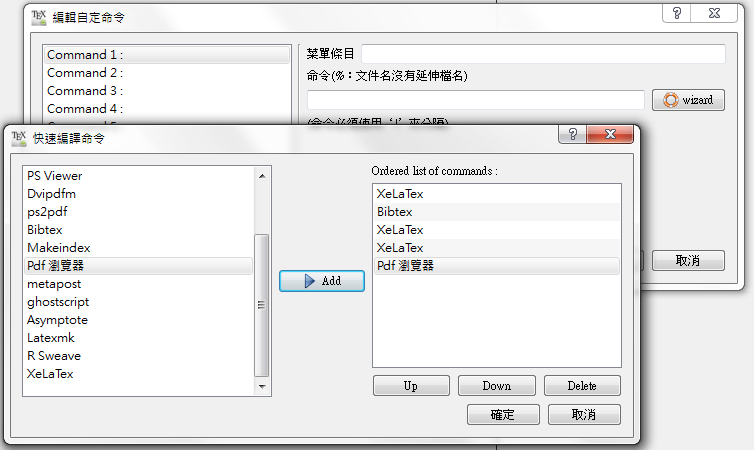 編輯自定命令
Command 1 :
Command 2 :
Command 3 :
Command 4 :
菜單條目
命令(%：文件名沒有延伸檔名)
wizard
取消
快速編譯命令
PS Viewer
Dvipdfm
ps2pdf
Bibtex
Makeindex
Pdf 瀏覽器
metapost
ghostscript
Asymptote
Latexmk
R Sweave
XeLaTex
Add
Ordered list of commands :
XeLaTex
Bibtex
XeLaTex
XeLaTex
Pdf 瀏覽器
Up
Down
Delete
確定
取消